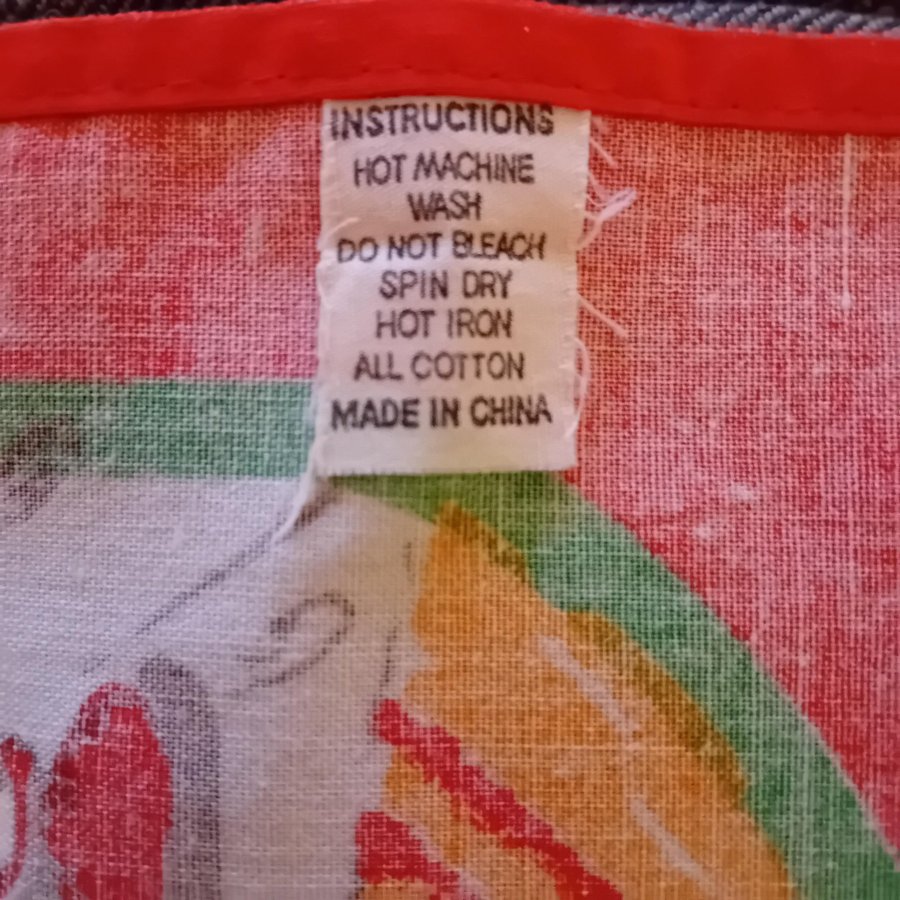 INSTRUCTIONS
HOT MACHINE
WASH
DO NOT BLEACH
SPIN DRY
HOT IRON
ALL COTTON
MADE IN CHINA